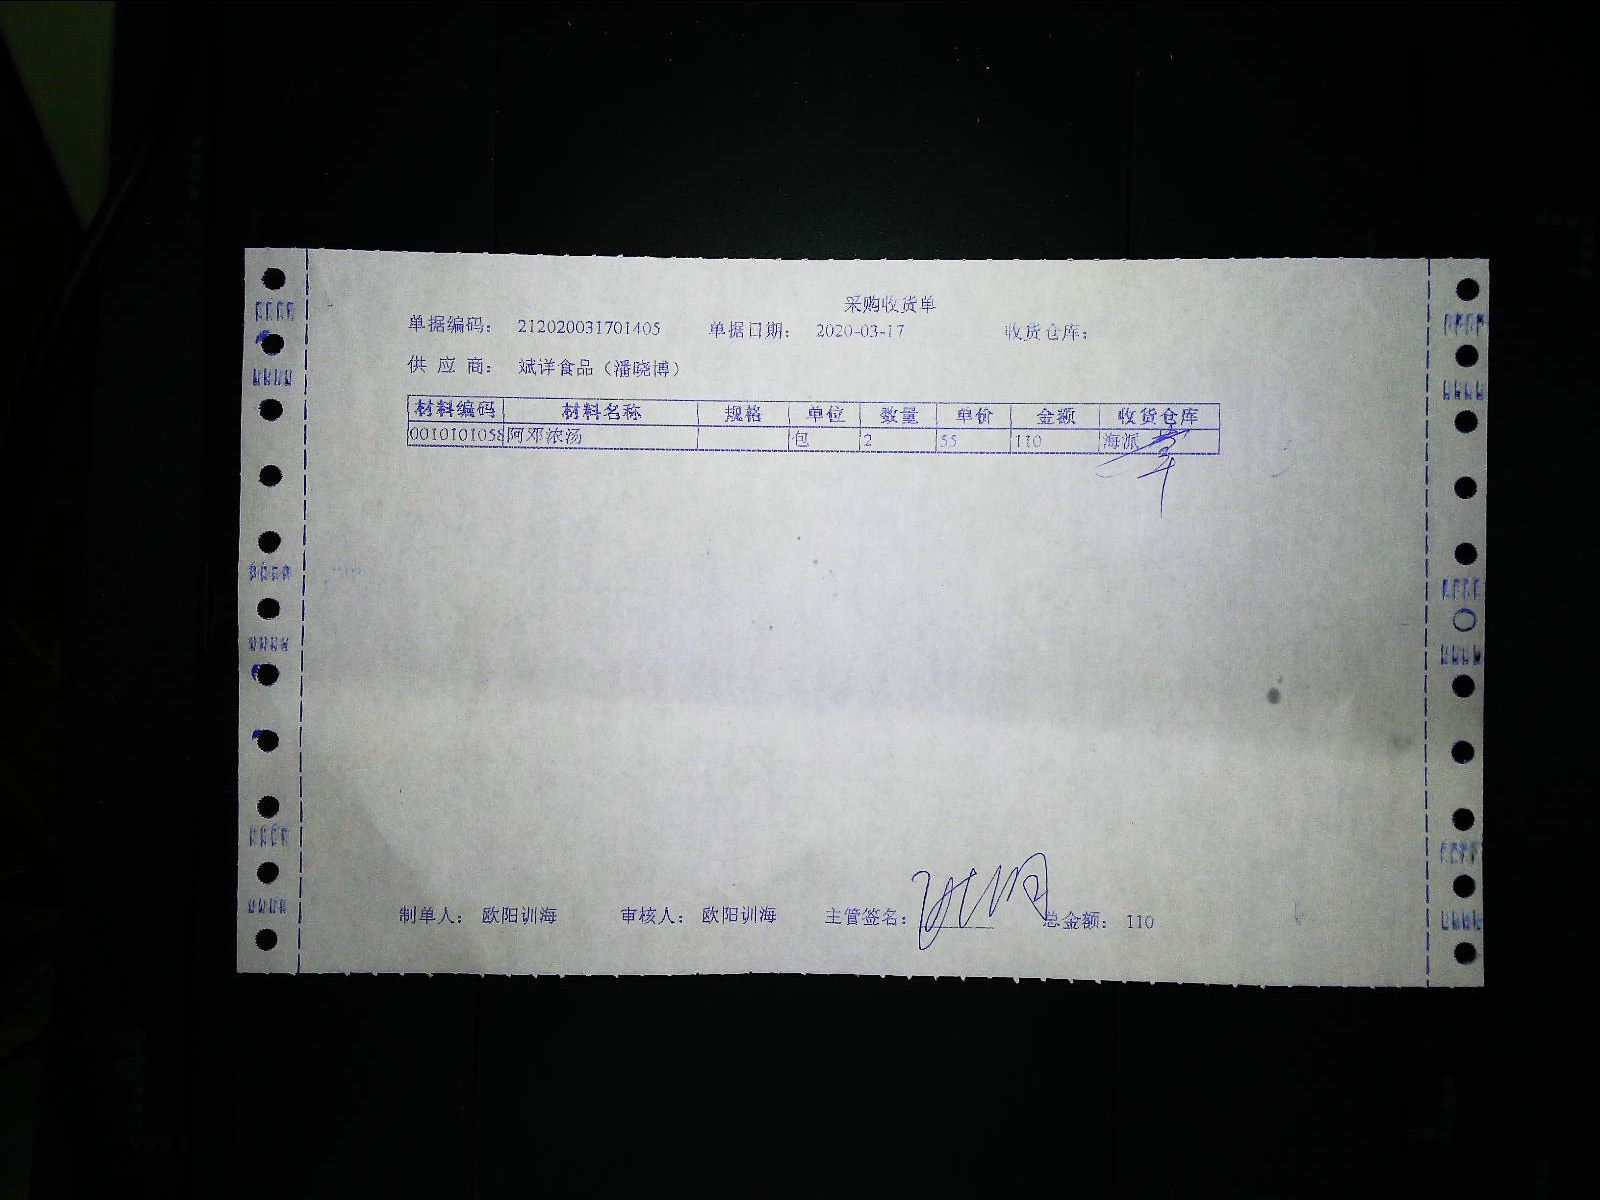 采购收货单
单据编码： 212020031701405 单据日期： 2020-03-17 收货仓库：
供 应 商： 斌详食品（潘晓博）
材料编码 材料名称 规格 单位 数量 单价 金额 收货仓库
0010101058 阿邓浓汤 包 2 55 110 海派
制单人： 欧阳训海 审核人： 欧阳训海 主管签名： 总金额： 110